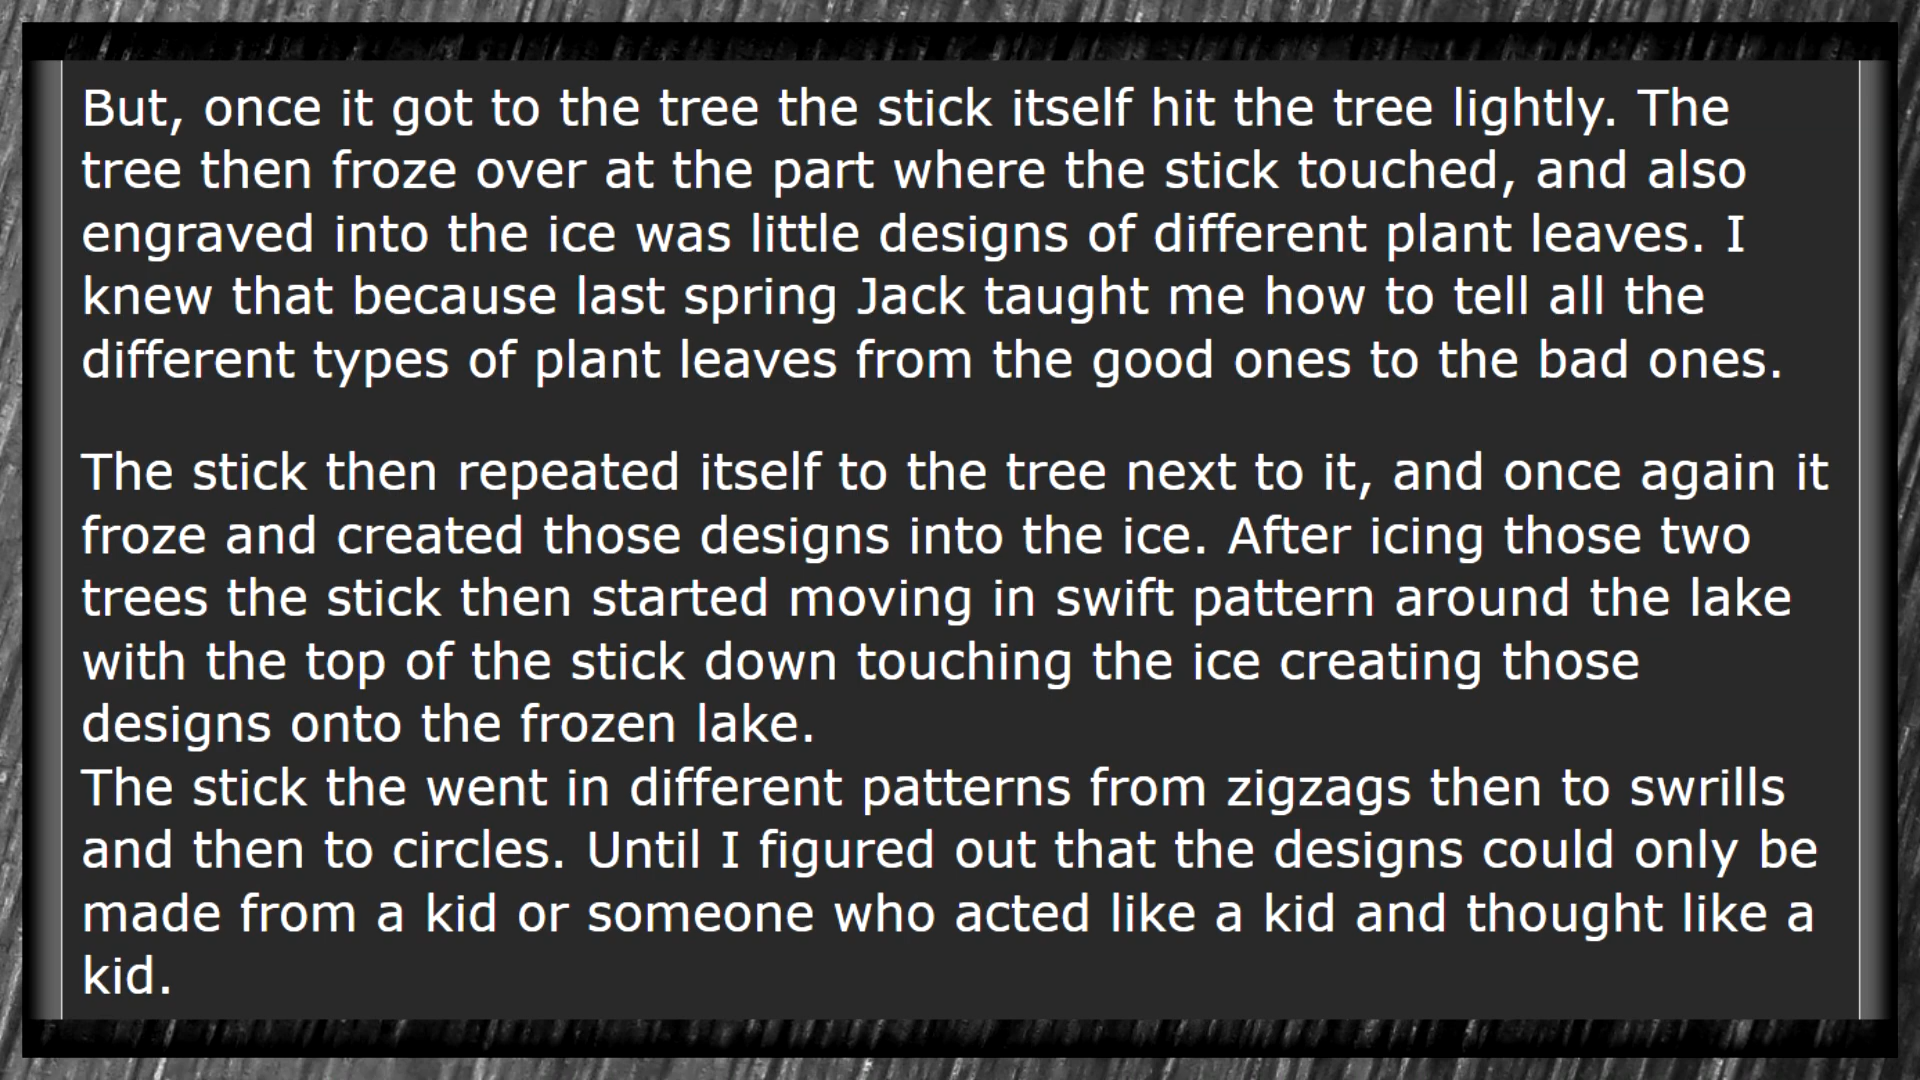 But, once it got to the tree the stick itself hit the tree lightly. The
tree then froze over at the part where the stick touched, and also
engraved into the ice was little designs of different plant leaves. I
knew that because last spring Jack taught me how to tell all the
different types of plant leaves from the good ones to the bad ones.
The stick then repeated itself to the tree next to it, and once again it
froze and created those designs into the ice. After icing those two
trees the stick then started moving in swift pattern around the lake
with the top of the stick down touching the ice creating those
designs onto the frozen lake.
The stick the went in different patterns from zigzags then to swrills
and then to circles. Until I figured out that the designs could only be
made from a kid or someone who acted like a kid and thought like a
kid.